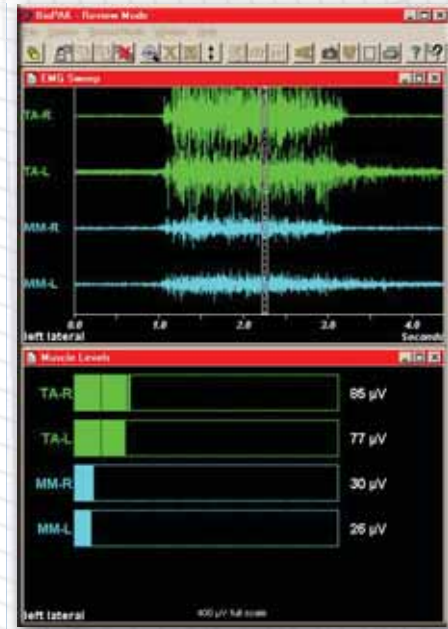 BioPAK - Review Mode
EMG Sweep
TA-R
TA-L
MM-R
MM-L
0.0 1.0 2.0 3.0 4.0
left lateral Seconds
Muscle Levels
TA-R 85 µV
TA-L 77 µV
MM-R 30 µV
MM-L 26 µV
left lateral 400 µV full scale